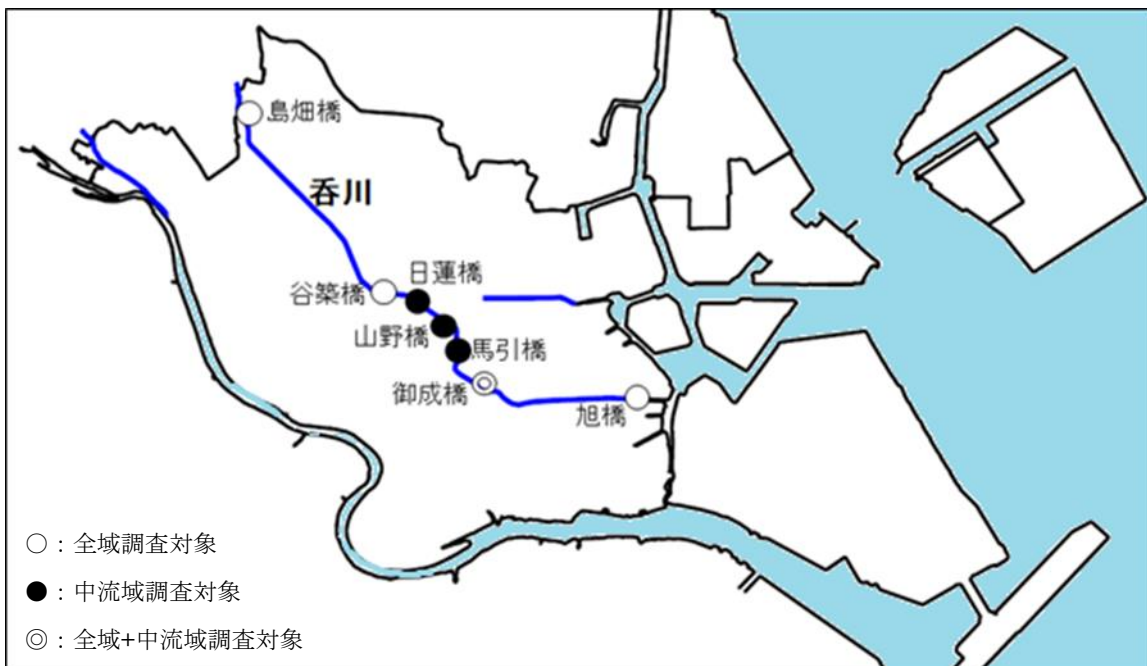 島畑橋
呑川
日蓮橋
谷築橋
山野橋
馬引橋
御成橋
旭橋
○：全域調査対象
●：中流域調査対象
◎：全域+中流域調査対象